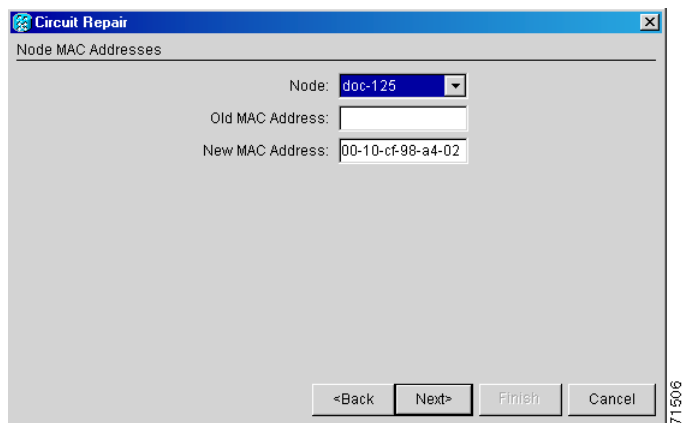 Circuit Repair
Node MAC Addresses
Node: doc-125
Old MAC Address:
New MAC Address: 00-10-cf-98-a4-02
<Back Next> Finish Cancel
71506